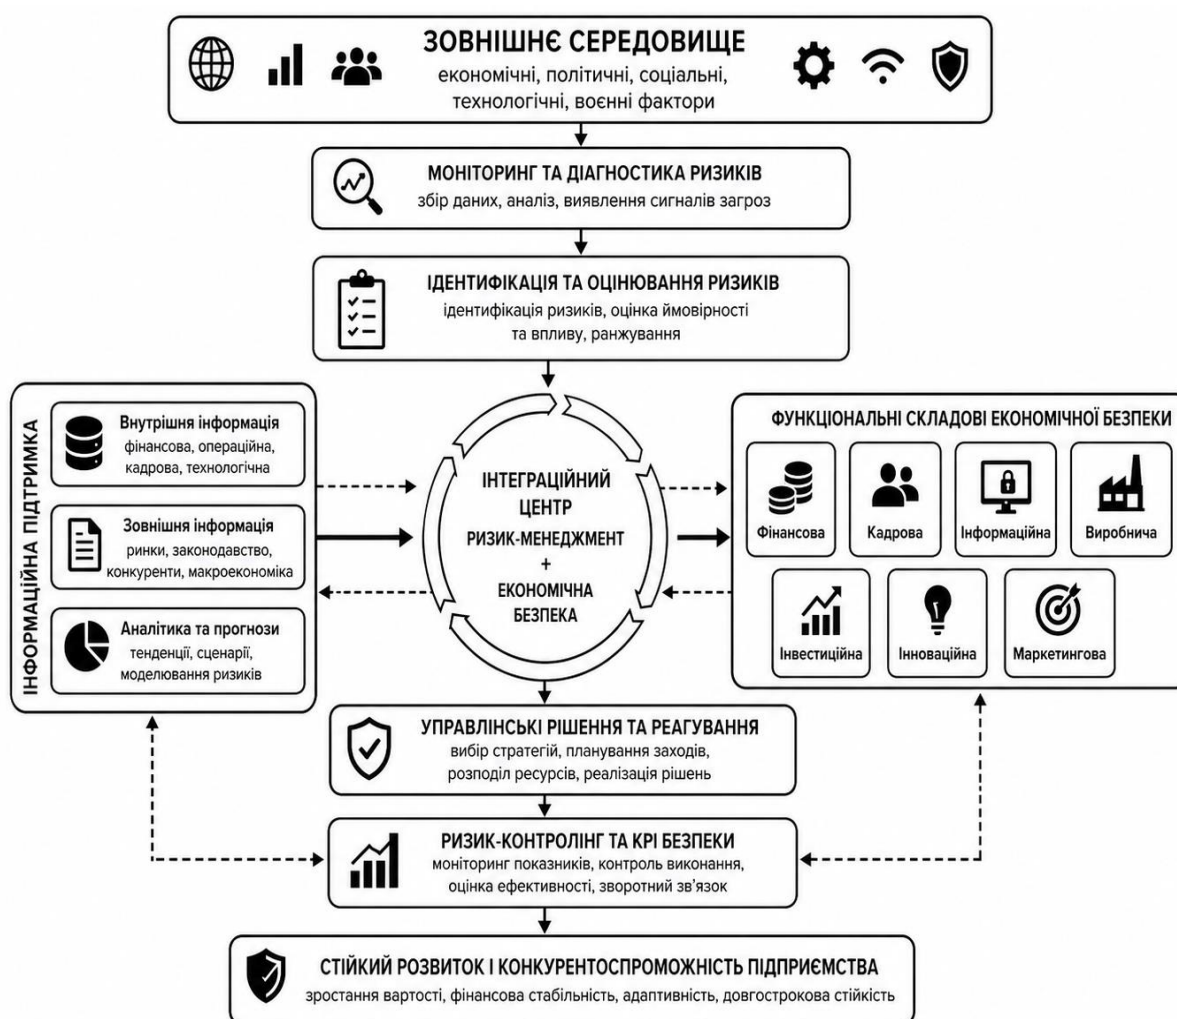 ЗОВНІШНЄ СЕРЕДОВИЩЕ
економічні, політичні, соціальні,
технологічні, воєнні фактори
МОНІТОРИНГ ТА ДІАГНОСТИКА РИЗИКІВ
збір даних, аналіз, виявлення сигналів загроз
ІДЕНТИФІКАЦІЯ ТА ОЦІНЮВАННЯ РИЗИКІВ
ідентифікація ризиків, оцінка ймовірності
та впливу, ранжування
ІНФОРМАЦІЙНА ПІДТРИМКА
Внутрішня інформація
фінансова, операційна,
кадрова, технологічна
Зовнішня інформація
ринки, законодавство,
конкуренти, макроекономіка
Аналітика та прогнози
тенденції, сценарії,
моделювання ризиків
ІНТЕГРАЦІЙНИЙ
ЦЕНТР
РИЗИК-МЕНЕДЖМЕНТ
+
ЕКОНОМІЧНА
БЕЗПЕКА
ФУНКЦІОНАЛЬНІ СКЛАДОВІ ЕКОНОМІЧНОЇ БЕЗПЕКИ
Фінансова
Кадрова
Інформаційна
Виробнича
Інвестиційна
Інноваційна
Маркетингова
УПРАВЛІНСЬКІ РІШЕННЯ ТА РЕАГУВАННЯ
вибір стратегій, планування заходів,
розподіл ресурсів, реалізація рішень
РИЗИК-КОНТРОЛІНГ ТА KPI БЕЗПЕКИ
моніторинг показників, контроль виконання,
оцінка ефективності, зворотний зв'язок
СТІЙКИЙ РОЗВИТОК І КОНКУРЕНТОСПРОМОЖНІСТЬ ПІДПРИЄМСТВА
зростання вартості, фінансова стабільність, адаптивність, довгострокова стійкість